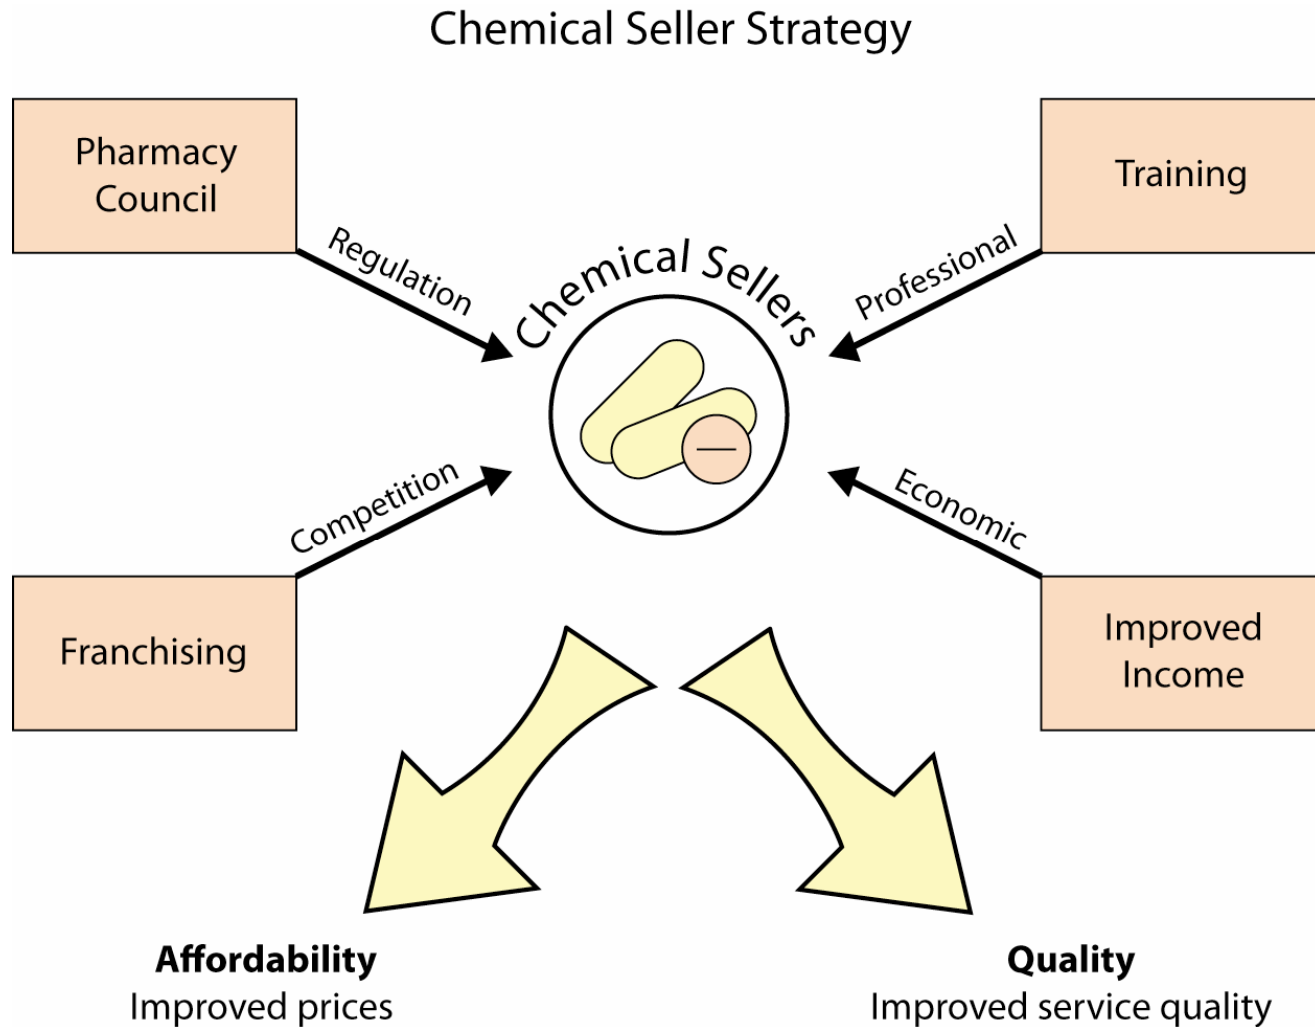 Chemical Seller Strategy
Pharmacy
Council
Training
Regulation
Professional
Chemical Sellers
Competition
Economic
Franchising
Improved
Income
Affordability
Improved prices
Quality
Improved service quality